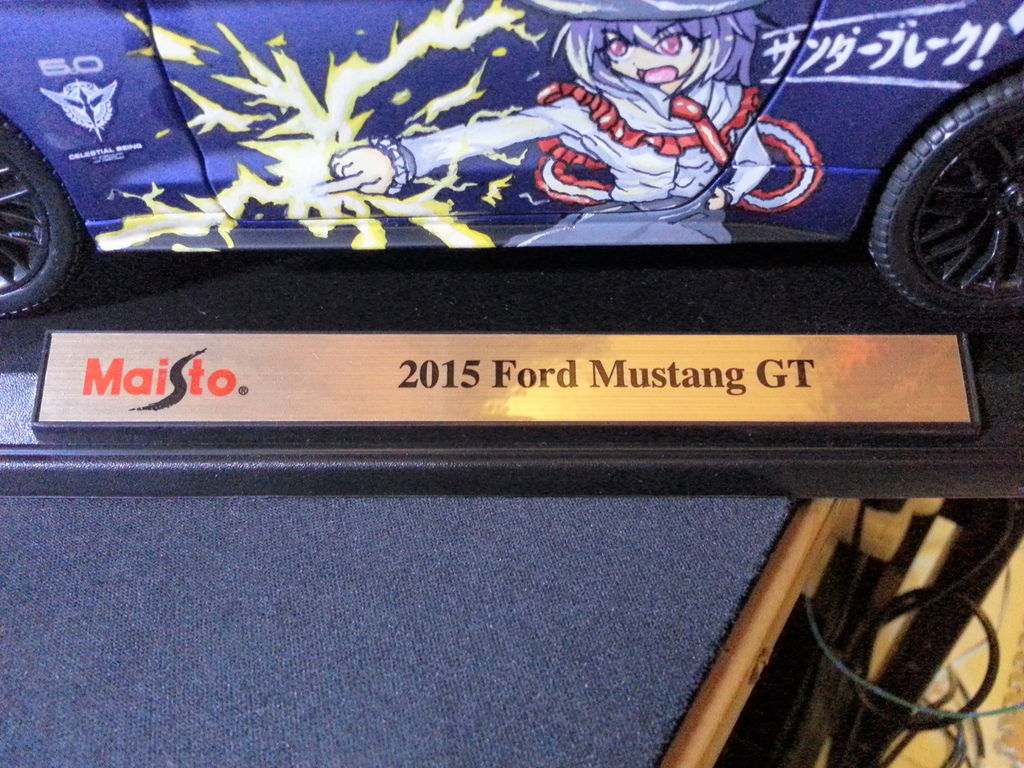 サンダーブレーク!
5.0
CELESTIAL BEING
Maisto®
2015 Ford Mustang GT